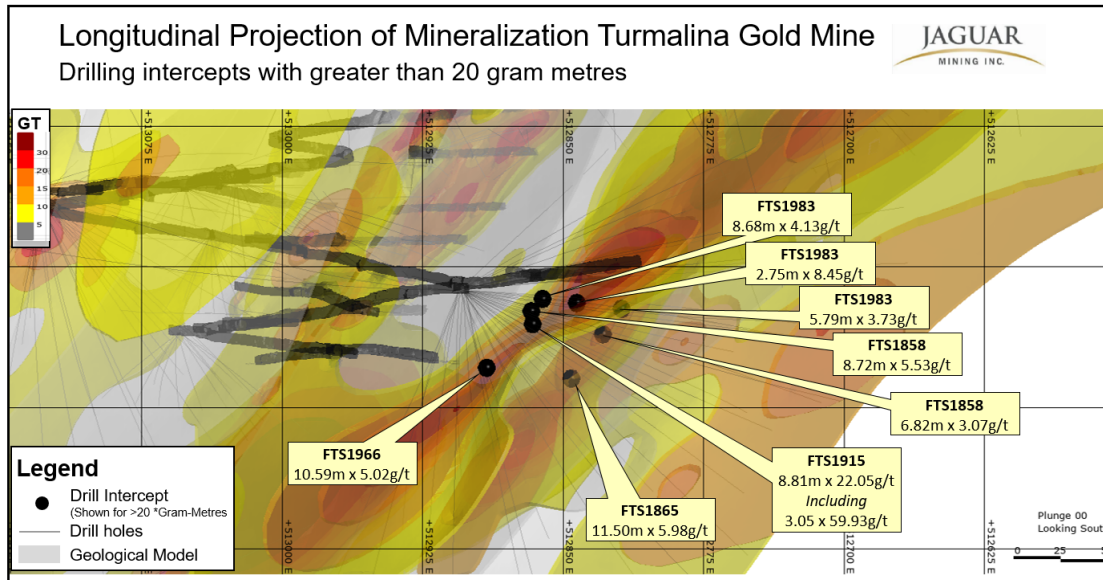 Longitudinal Projection of Mineralization Turmalina Gold Mine
Drilling intercepts with greater than 20 gram metres
JAGUAR
MINING INC.
GT
30
20
15
10
5
+513075 E
+513000 E
+512925 E
+512850 E
+512775 E
+512700 E
+512625 E
FTS1983
8.68m x 4.13g/t
FTS1983
2.75m x 8.45g/t
FTS1983
5.79m x 3.73g/t
FTS1858
8.72m x 5.53g/t
FTS1858
6.82m x 3.07g/t
FTS1966
10.59m x 5.02g/t
FTS1915
8.81m x 22.05g/t
Including
3.05 x 59.93g/t
FTS1865
11.50m x 5.98g/t
Legend
Drill Intercept
(Shown for >20 *Gram-Metres
Drill holes
Geological Model
+513000 E
+512925 E
+512850 E
+512775 E
+512700 E
+512625 E
Plunge 00
Looking Sout
0 25 5